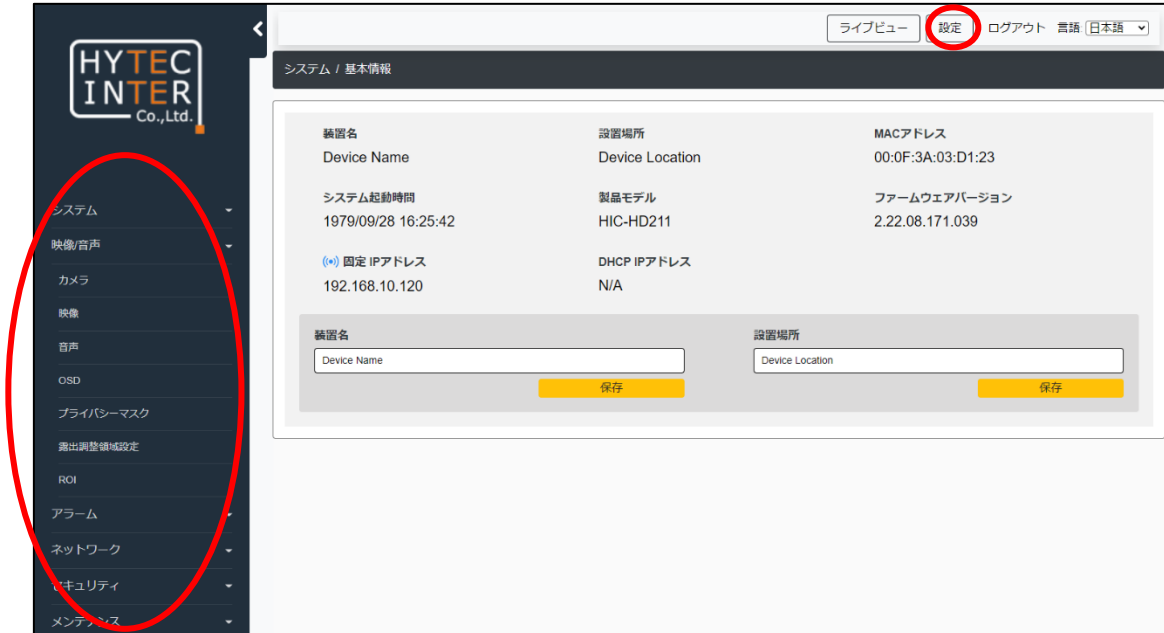 HYTEC
INTER
Co.,Ltd.
ライブビュー 設定 ログアウト 言語 日本語
システム / 基本情報
装置名 設置場所 MACアドレス
Device Name Device Location 00:0F:3A:03:D1:23
システム起動時間 製品モデル ファームウェアバージョン
1979/09/28 16:25:42 HIC-HD211 2.22.08.171.039
固定 IPアドレス DHCP IPアドレス
192.168.10.120 N/A
装置名 設置場所
Device Name Device Location
保存 保存
システム
映像/音声
カメラ
映像
音声
OSD
プライバシーマスク
露出調整領域設定
ROI
アラーム
ネットワーク
セキュリティ
メンテナンス